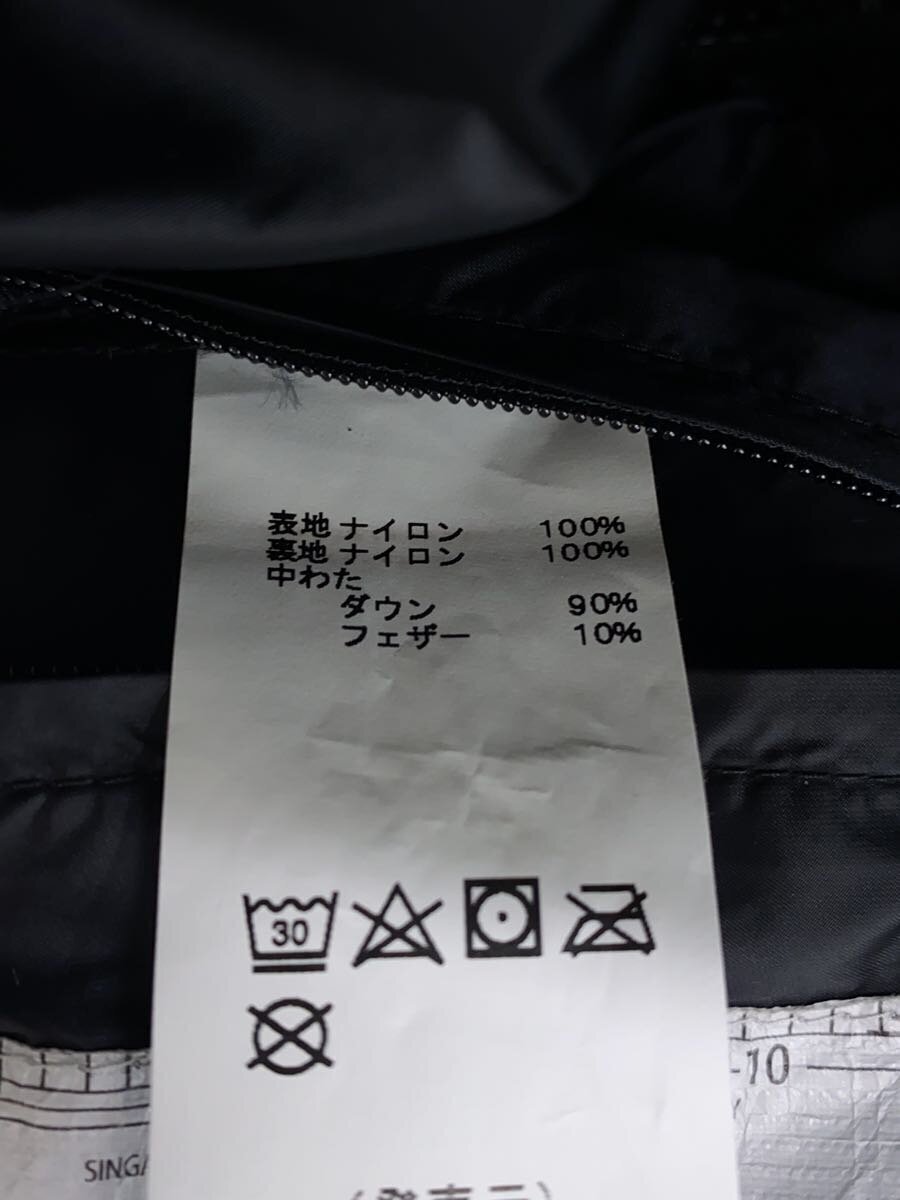 表地 ナイロン 100%
裏地 ナイロン 100%
中わた
ダウン 90%
フェザー 10%
30
-10